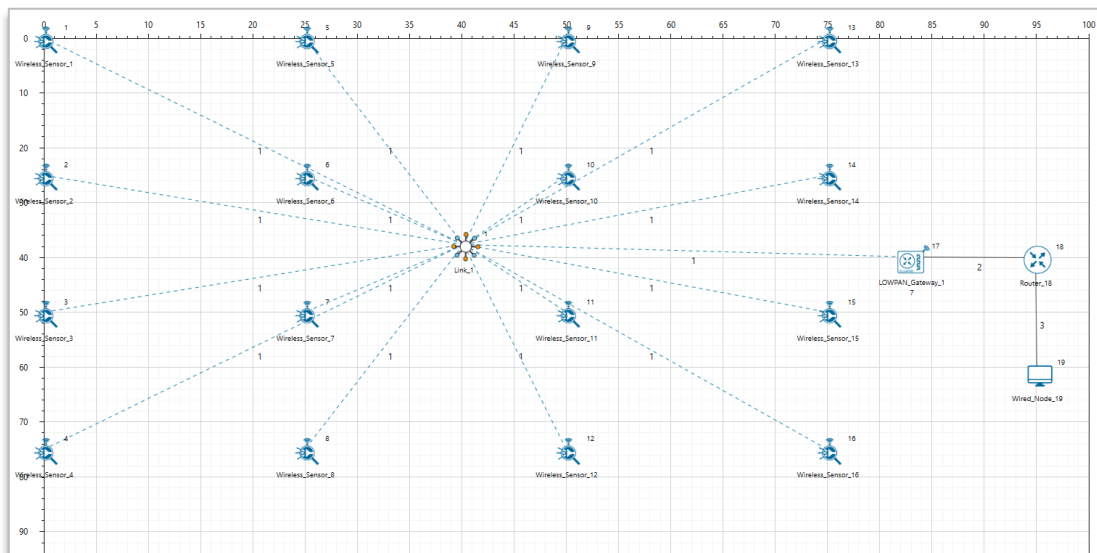 0 5 10 15 20 25 30 35 40 45 50 55 60 65 70 75 80 85 90 95 100
1 5 9 13
0
Wireless_Sensor_1 Wireless_Sensor_5 Wireless_Sensor_9 Wireless_Sensor_13
10
20
1 1 1 1
2 6 10 14
Wireless_Sensor_2 Wireless_Sensor_6 Wireless_Sensor_10 Wireless_Sensor_14
30
1 1 1 1
1
Link_1
40
1
17
2
18
LOWPAN_Gateway_1
7
Router_18
1 1 1 1
3 7 11 15
50
Wireless_Sensor_3 Wireless_Sensor_7 Wireless_Sensor_11 Wireless_Sensor_15
3
1 1 1 1
60
19
Wired_Node_19
70
4 8 12 16
Wireless_Sensor_4 Wireless_Sensor_8 Wireless_Sensor_12 Wireless_Sensor_16
80
90